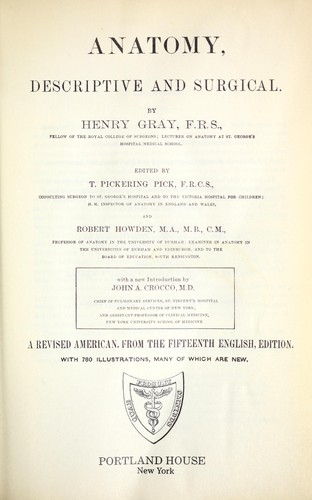 ANATOMY,
DESCRIPTIVE AND SURGICAL.
BY
HENRY GRAY, F.R.S.,
FELLOW OF THE ROYAL COLLEGE OF SURGEONS; LECTURER ON ANATOMY AT ST. GEORGE'S
HOSPITAL MEDICAL SCHOOL.
EDITED BY
T. PICKERING PICK, F.R.C.S.,
CONSULTING SURGEON TO ST. GEORGE'S HOSPITAL AND TO THE VICTORIA HOSPITAL FOR CHILDREN;
H. M. INSPECTOR OF ANATOMY IN ENGLAND AND WALES,
AND
ROBERT HOWDEN, M.A., M.B., C.M.,
PROFESSOR OF ANATOMY IN THE UNIVERSITY OF DURHAM; EXAMINER IN ANATOMY IN
THE UNIVERSITIES OF DURHAM AND EDINBURGH, AND TO THE
BOARD OF EDUCATION, SOUTH KENSINGTON.
with a new Introduction by
JOHN A. CROCCO, M.D.
CHIEF OF PULMONARY SERVICES, ST. VINCENT'S HOSPITAL
AND MEDICAL CENTER OF NEW YORK,
AND ASSISTANT PROFESSOR OF CLINICAL MEDICINE,
NEW YORK UNIVERSITY SCHOOL OF MEDICINE
A REVISED AMERICAN, FROM THE FIFTEENTH ENGLISH, EDITION.
WITH 780 ILLUSTRATIONS, MANY OF WHICH ARE NEW.
PORTLAND HOUSE
New York